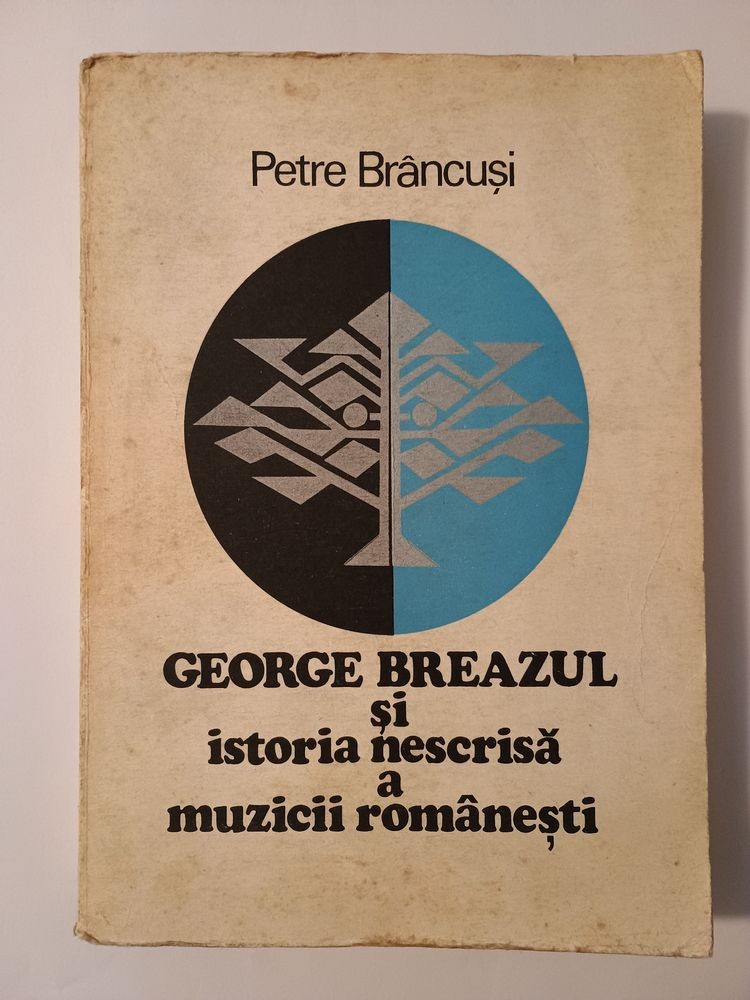 Petre Brâncuși
GEORGE BREAZUL
și
istoria nescrisă
a
muzicii românești